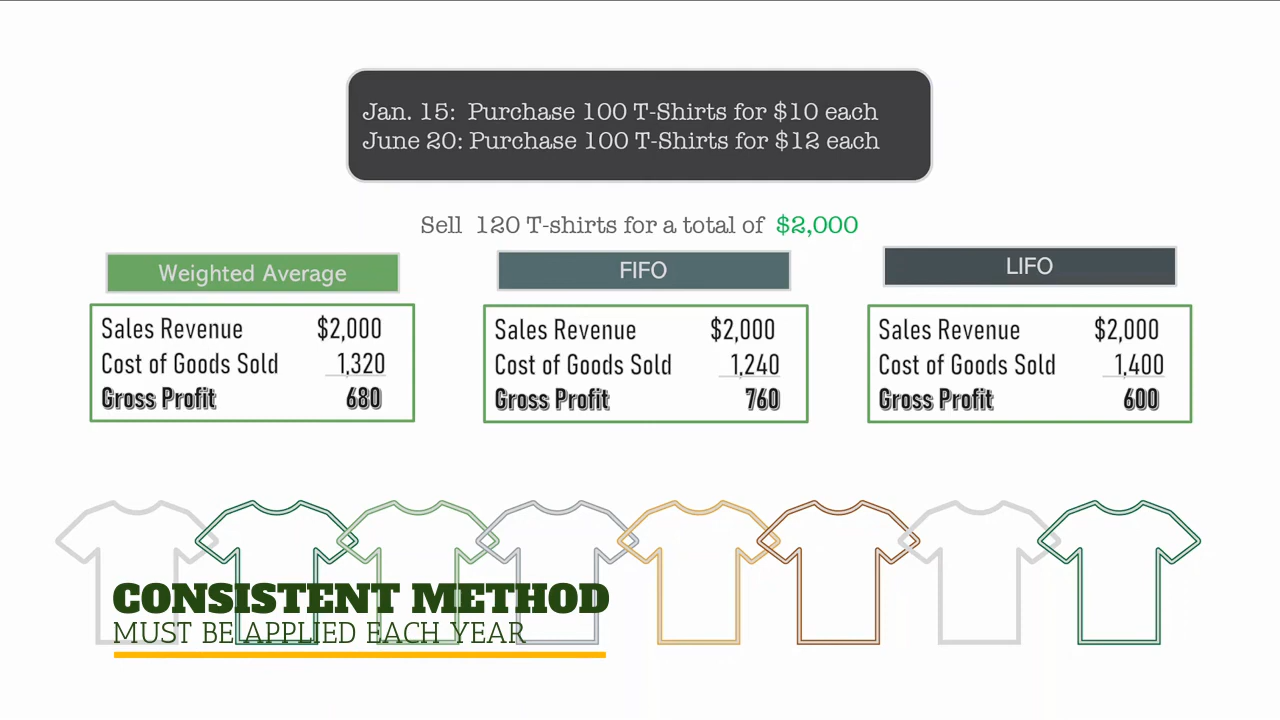 Jan. 15: Purchase 100 T-Shirts for $10 each
June 20: Purchase 100 T-Shirts for $12 each
Sell 120 T-shirts for a total of $2,000
Weighted Average
Sales Revenue $2,000
Cost of Goods Sold 1,320
Gross Profit 680
FIFO
Sales Revenue $2,000
Cost of Goods Sold 1,240
Gross Profit 760
LIFO
Sales Revenue $2,000
Cost of Goods Sold 1,400
Gross Profit 600
CONSISTENT METHOD
MUST BE APPLIED EACH YEAR